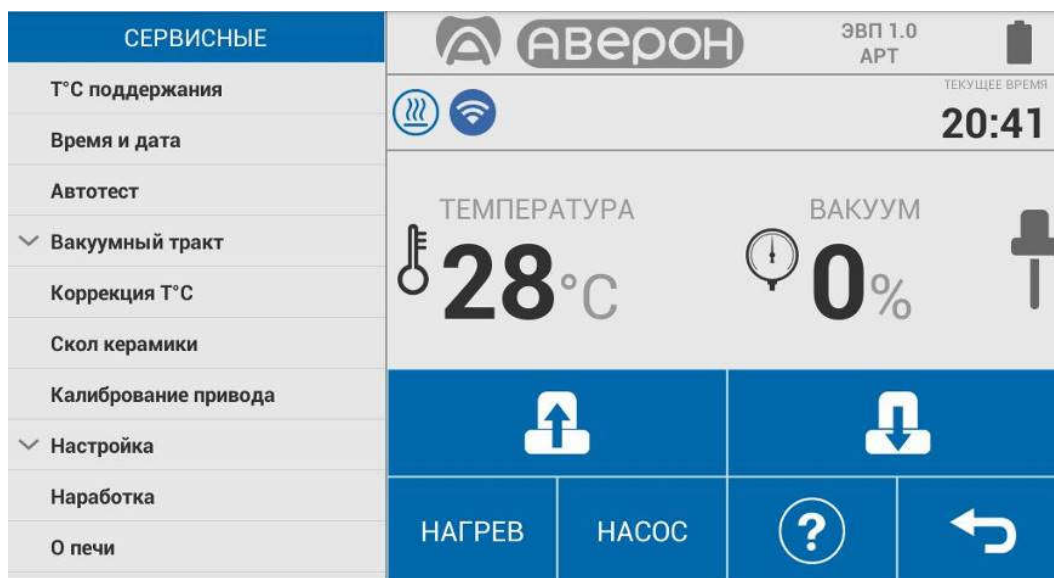 СЕРВИСНЫЕ
Т°С поддержания
Время и дата
Автотест
Вакуумный тракт
Коррекция Т°С
Скол керамики
Калибрование привода
Настройка
Наработка
О печи
АВерОН
ЭВП 1.0
АРТ
ТЕКУЩЕЕ ВРЕМЯ
20:41
ТЕМПЕРАТУРА
28°C
ВАКУУМ
0%
НАГРЕВ
НАСОС
?